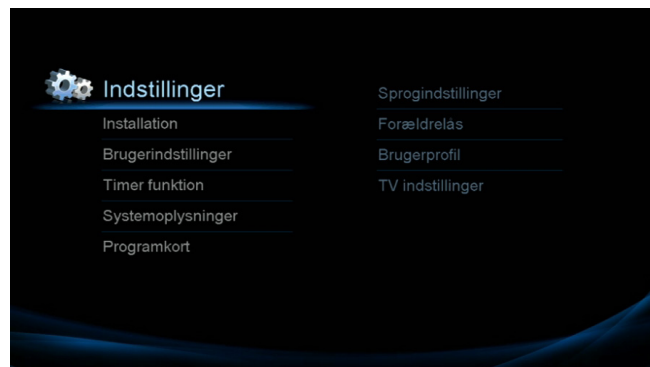 Indstillinger
Installation
Brugerindstillinger
Timer funktion
Systemoplysninger
Programkort
Sprogindstillinger
Forældrelås
Brugerprofil
TV indstillinger